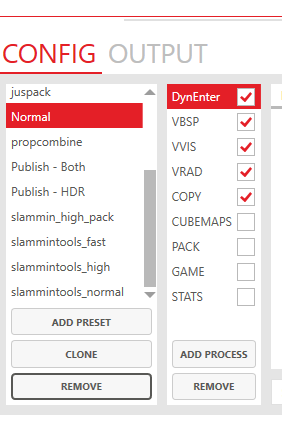 CONFIG OUTPUT
juspack
Normal
propcombine
Publish - Both
Publish - HDR
slammin_high_pack
slammintools_fast
slammintools_high
slammintools_normal
ADD PRESET
CLONE
REMOVE
DynEnter
VBSP
VVIS
VRAD
COPY
CUBEMAPS
PACK
GAME
STATS
ADD PROCESS
REMOVE